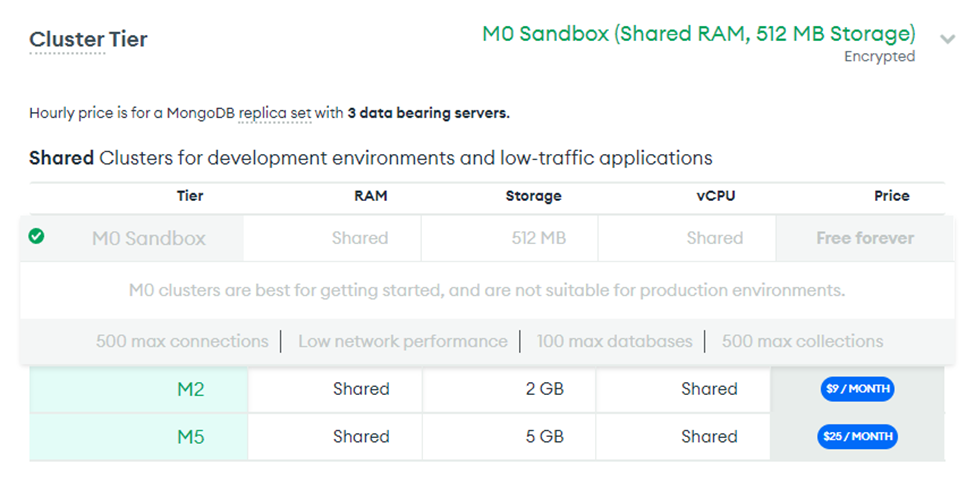 Cluster Tier
M0 Sandbox (Shared RAM, 512 MB Storage)
Encrypted
Hourly price is for a MongoDB replica set with 3 data bearing servers.
Shared Clusters for development environments and low-traffic applications
Tier RAM Storage vCPU Price
M0 Sandbox Shared 512 MB Shared Free forever
M0 clusters are best for getting started, and are not suitable for production environments.
500 max connections | Low network performance | 100 max databases | 500 max collections
M2 Shared 2 GB Shared $9 / MONTH
M5 Shared 5 GB Shared $25 / MONTH